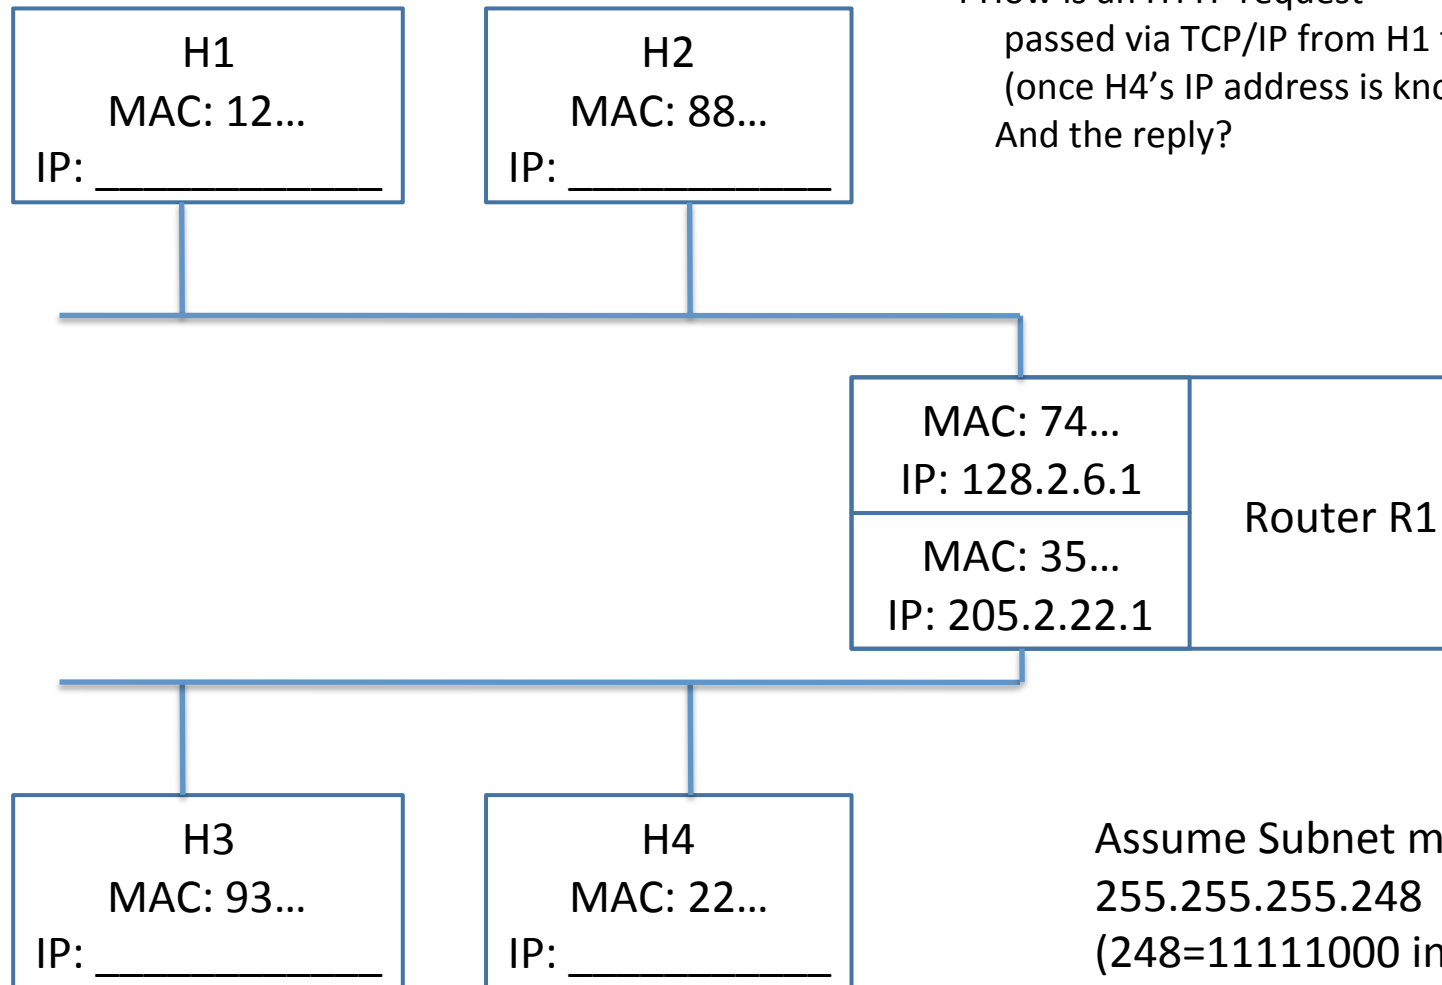 H1
MAC: 12…
IP: ____________
H2
MAC: 88…
IP: ___________
passed via TCP/IP from H1
(once H4’s IP address is
And the reply?
MAC: 74…
IP: 128.2.6.1
MAC: 35…
IP: 205.2.22.1
Router R1
H3
MAC: 93…
IP: ____________
H4
MAC: 22…
IP: ___________
Assume Subnet
255.255.255.248
(248=11111000 in